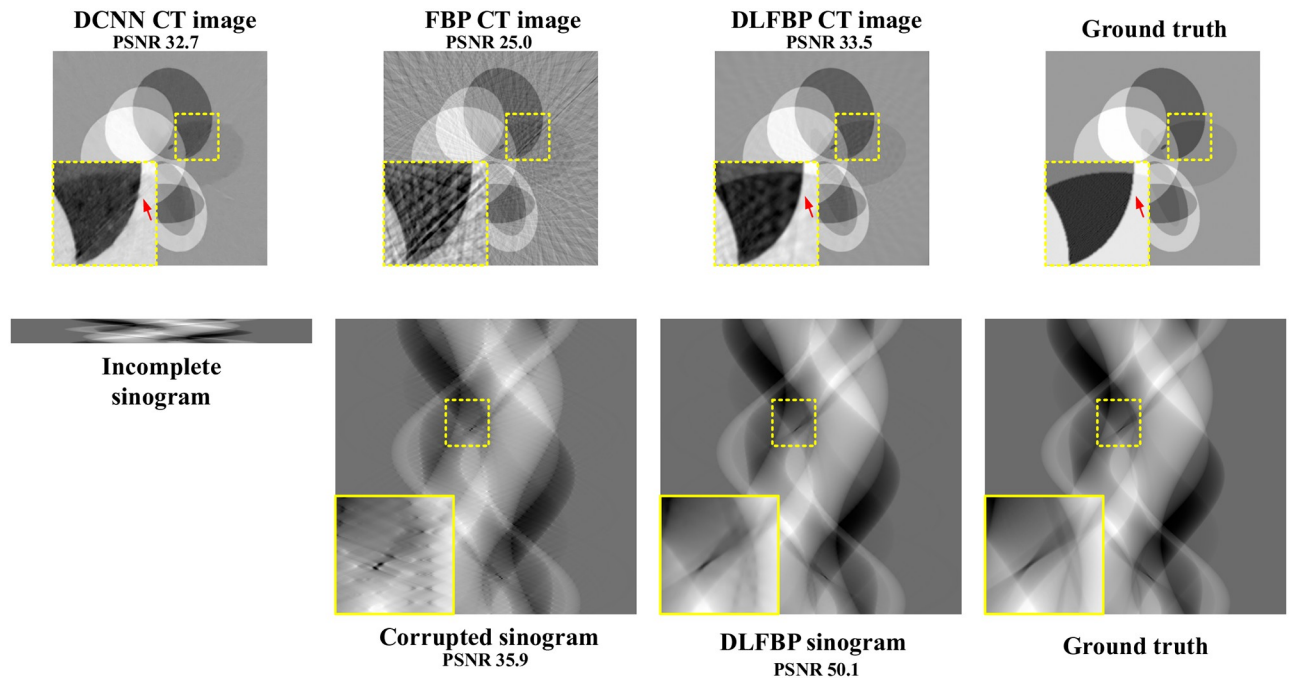 DCNN CT image
PSNR 32.7
FBP CT image
PSNR 25.0
DLFBP CT image
PSNR 33.5
Ground truth
Incomplete
sinogram
Corrupted sinogram
PSNR 35.9
DLFBP sinogram
PSNR 50.1
Ground truth